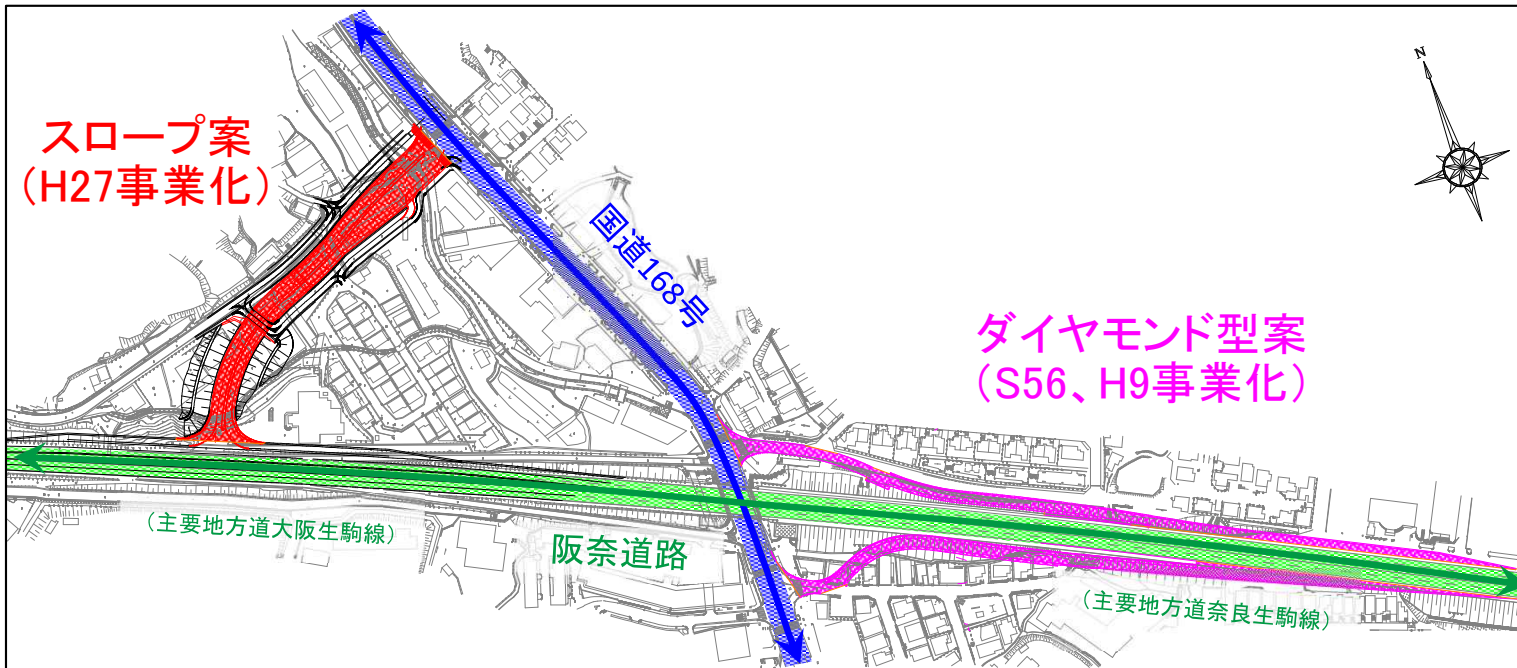 スロープ案
（H27事業化）
国道168号
N
ダイヤモンド型案
（S56、H9事業化）
（主要地方道大阪生駒線）
阪奈道路
（主要地方道奈良生駒線）